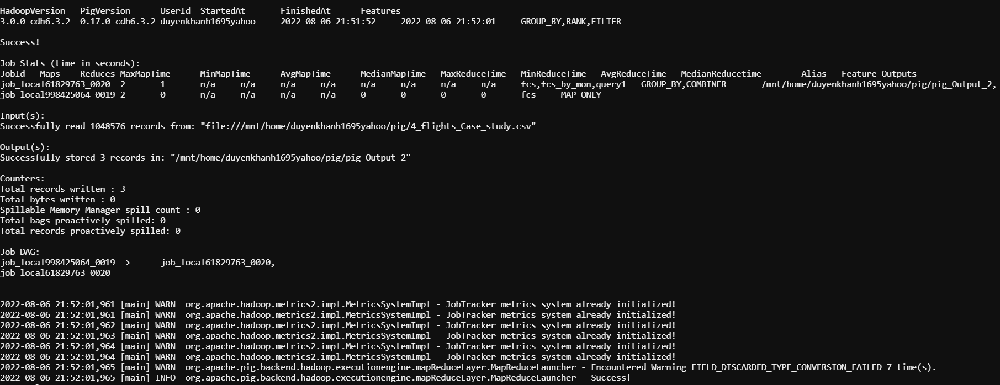 HadoopVersion PigVersion UserId StartedAt FinishedAt Features
3.0.0-cdh6.3.2 0.17.0-cdh6.3.2 duyenkhanh1695yahoo 2022-08-06 21:51:52 2022-08-06 21:52:01 GROUP_BY,RANK,FILTER
Success!
Job Stats (time in seconds):
JobId Maps Reduces MaxMapTime MinMapTime AvgMapTime MedianMapTime MaxReduceTime MinReduceTime AvgReduceTime MedianReducetime Alias Feature Outputs
job_local61829763_0020 2 1 n/a n/a n/a n/a n/a n/a n/a n/a fcs,fcs_by_mon,query1 GROUP_BY,COMBINER /mnt/home/duyenkhanh1695yahoo/pig/pig_Output_2,
job_local998425064_0019 2 0 n/a n/a n/a n/a 0 0 0 0 fcs MAP_ONLY
Input(s):
Successfully read 1048576 records from: "file:///mnt/home/duyenkhanh1695yahoo/pig/4_flights_Case_study.csv"
Output(s):
Successfully stored 3 records in: "/mnt/home/duyenkhanh1695yahoo/pig/pig_Output_2"
Counters:
Total records written : 3
Total bytes written : 0
Spillable Memory Manager spill count : 0
Total bags proactively spilled: 0
Total records proactively spilled: 0
Job DAG:
job_local998425064_0019 -> job_local61829763_0020,
job_local61829763_0020
2022-08-06 21:52:01,961 [main] WARN org.apache.hadoop.metrics2.impl.MetricsSystemImpl - JobTracker metrics system already initialized!
2022-08-06 21:52:01,961 [main] WARN org.apache.hadoop.metrics2.impl.MetricsSystemImpl - JobTracker metrics system already initialized!
2022-08-06 21:52:01,962 [main] WARN org.apache.hadoop.metrics2.impl.MetricsSystemImpl - JobTracker metrics system already initialized!
2022-08-06 21:52:01,963 [main] WARN org.apache.hadoop.metrics2.impl.MetricsSystemImpl - JobTracker metrics system already initialized!
2022-08-06 21:52:01,964 [main] WARN org.apache.hadoop.metrics2.impl.MetricsSystemImpl - JobTracker metrics system already initialized!
2022-08-06 21:52:01,964 [main] WARN org.apache.hadoop.metrics2.impl.MetricsSystemImpl - JobTracker metrics system already initialized!
2022-08-06 21:52:01,965 [main] WARN org.apache.pig.backend.hadoop.executionengine.mapReduceLayer.MapReduceLauncher - Encountered Warning FIELD_DISCARDED_TYPE_CONVERSION_FAILED 7 time(s).
2022-08-06 21:52:01,965 [main] INFO org.apache.pig.backend.hadoop.executionengine.mapReduceLayer.MapReduceLauncher - Success!